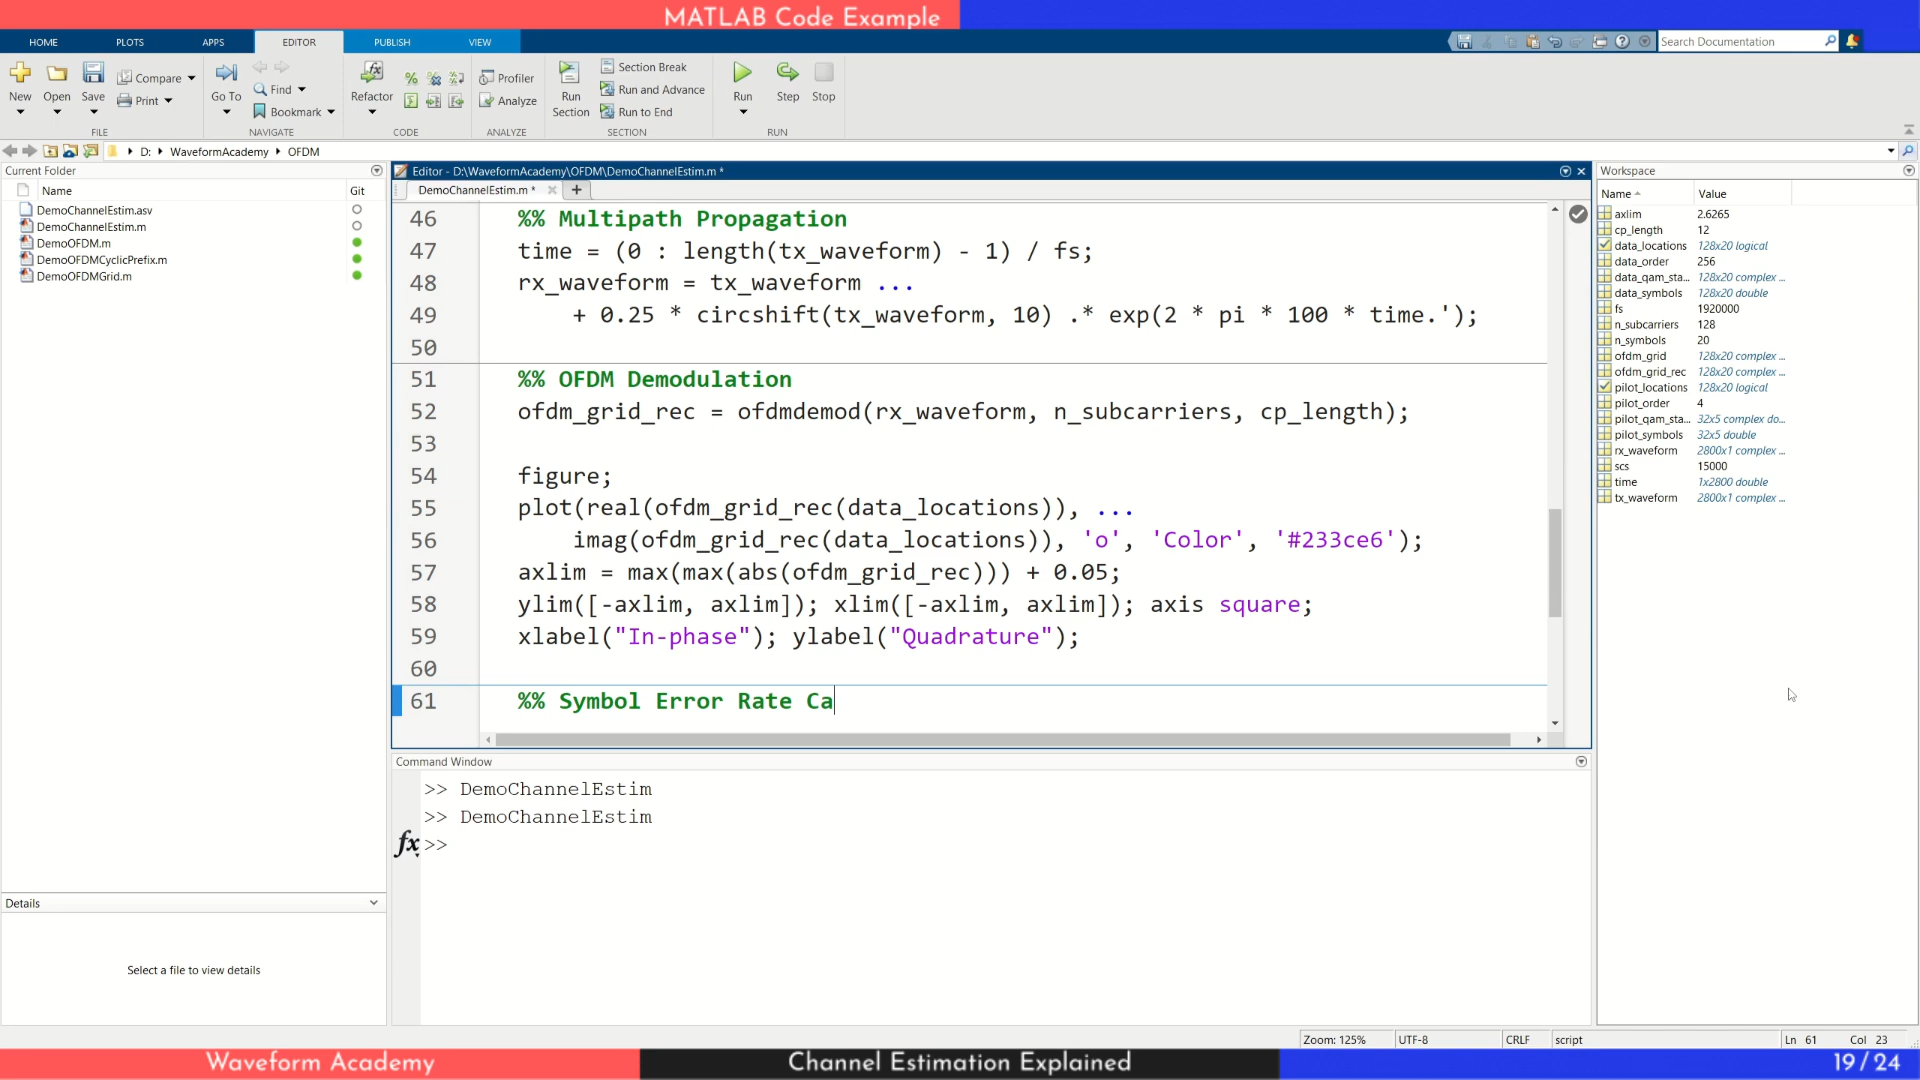 MATLAB Code Example
HOME PLOTS APPS EDITOR PUBLISH VIEW
Search Documentation
New Open Save Compare Print
FILE
Go To Find Bookmark
NAVIGATE
Refactor
CODE
Profiler
Analyze
ANALYZE
Run Section
Section Break
Run and Advance
Run to End
SECTION
Run Step Stop
RUN
D: WaveformAcademy OFDM
Current Folder
Name Git
DemoChannelEstim.asv
DemoChannelEstim.m
DemoOFDM.m
DemoOFDMCyclicPrefix.m
DemoOFDMGrid.m
Details
Select a file to view details
Editor - D:\WaveformAcademy\OFDM\DemoChannelEstim.m *
DemoChannelEstim.m *
46 %% Multipath Propagation
47 time = (0 : length(tx_waveform) - 1) / fs;
48 rx_waveform = tx_waveform ...
49 + 0.25 * circshift(tx_waveform, 10) .* exp(2 * pi * 100 * time.');
50
51 %% OFDM Demodulation
52 ofdm_grid_rec = ofdmdemod(rx_waveform, n_subcarriers, cp_length);
53
54 figure;
55 plot(real(ofdm_grid_rec(data_locations)), ...
56 imag(ofdm_grid_rec(data_locations)), 'o', 'Color', '#233ce6');
57 axlim = max(max(abs(ofdm_grid_rec))) + 0.05;
58 ylim([-axlim, axlim]); xlim([-axlim, axlim]); axis square;
59 xlabel("In-phase"); ylabel("Quadrature");
60
61 %% Symbol Error Rate Ca
Command Window
>> DemoChannelEstim
>> DemoChannelEstim
fx >>
Workspace
Name Value
axlim 2.6265
cp_length 12
data_locations 128x20 logical
data_order 256
data_qam_sta... 128x20 complex ...
data_symbols 128x20 double
fs 1920000
n_subcarriers 128
n_symbols 20
ofdm_grid 128x20 complex ...
ofdm_grid_rec 128x20 complex ...
pilot_locations 128x20 logical
pilot_order 4
pilot_qam_sta... 32x5 complex do...
pilot_symbols 32x5 double
rx_waveform 2800x1 complex ...
scs 15000
time 1x2800 double
tx_waveform 2800x1 complex ...
Zoom: 125% UTF-8 CRLF script Ln 61 Col 23
Waveform Academy
Channel Estimation Explained
19 / 24